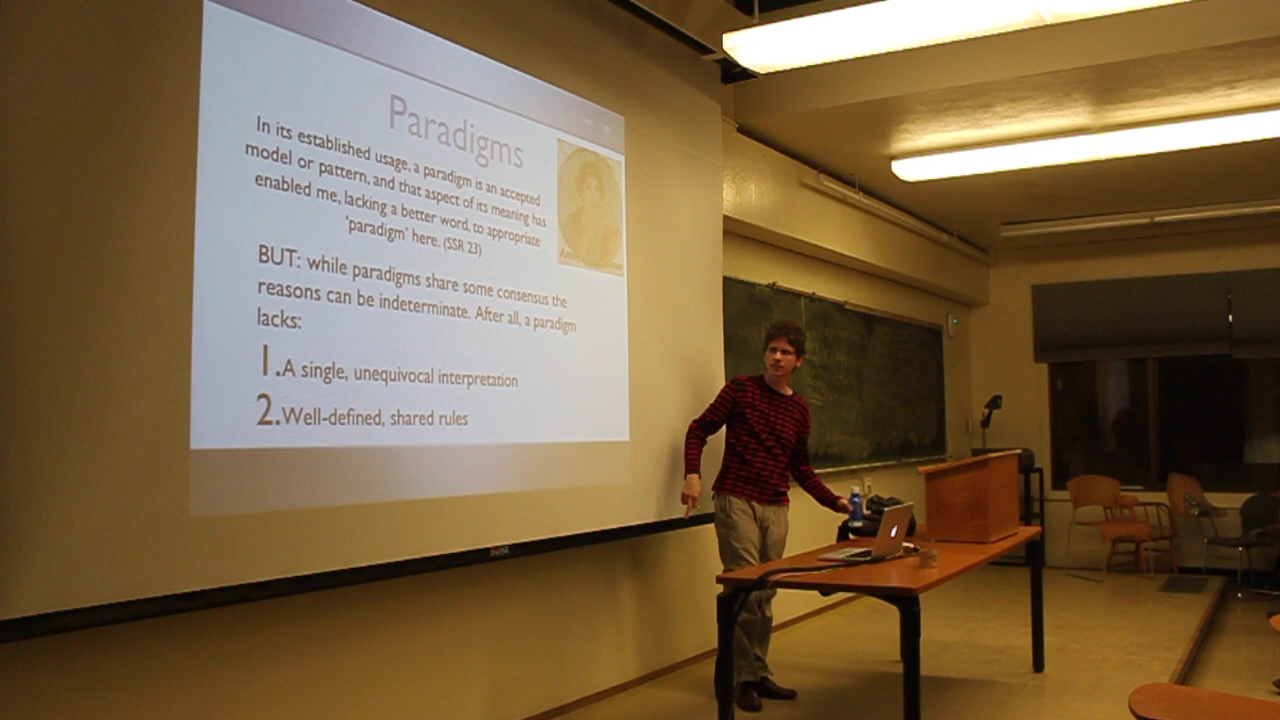 Paradigms
In its established usage, a paradigm is an accepted
model or pattern, and that aspect of its meaning has
enabled me, lacking a better word, to appropriate
'paradigm' here. (SSR 23)
BUT: while paradigms share some consensus the
reasons can be indeterminate. After all, a paradigm
lacks:
1.A single, unequivocal interpretation
2.Well-defined, shared rules